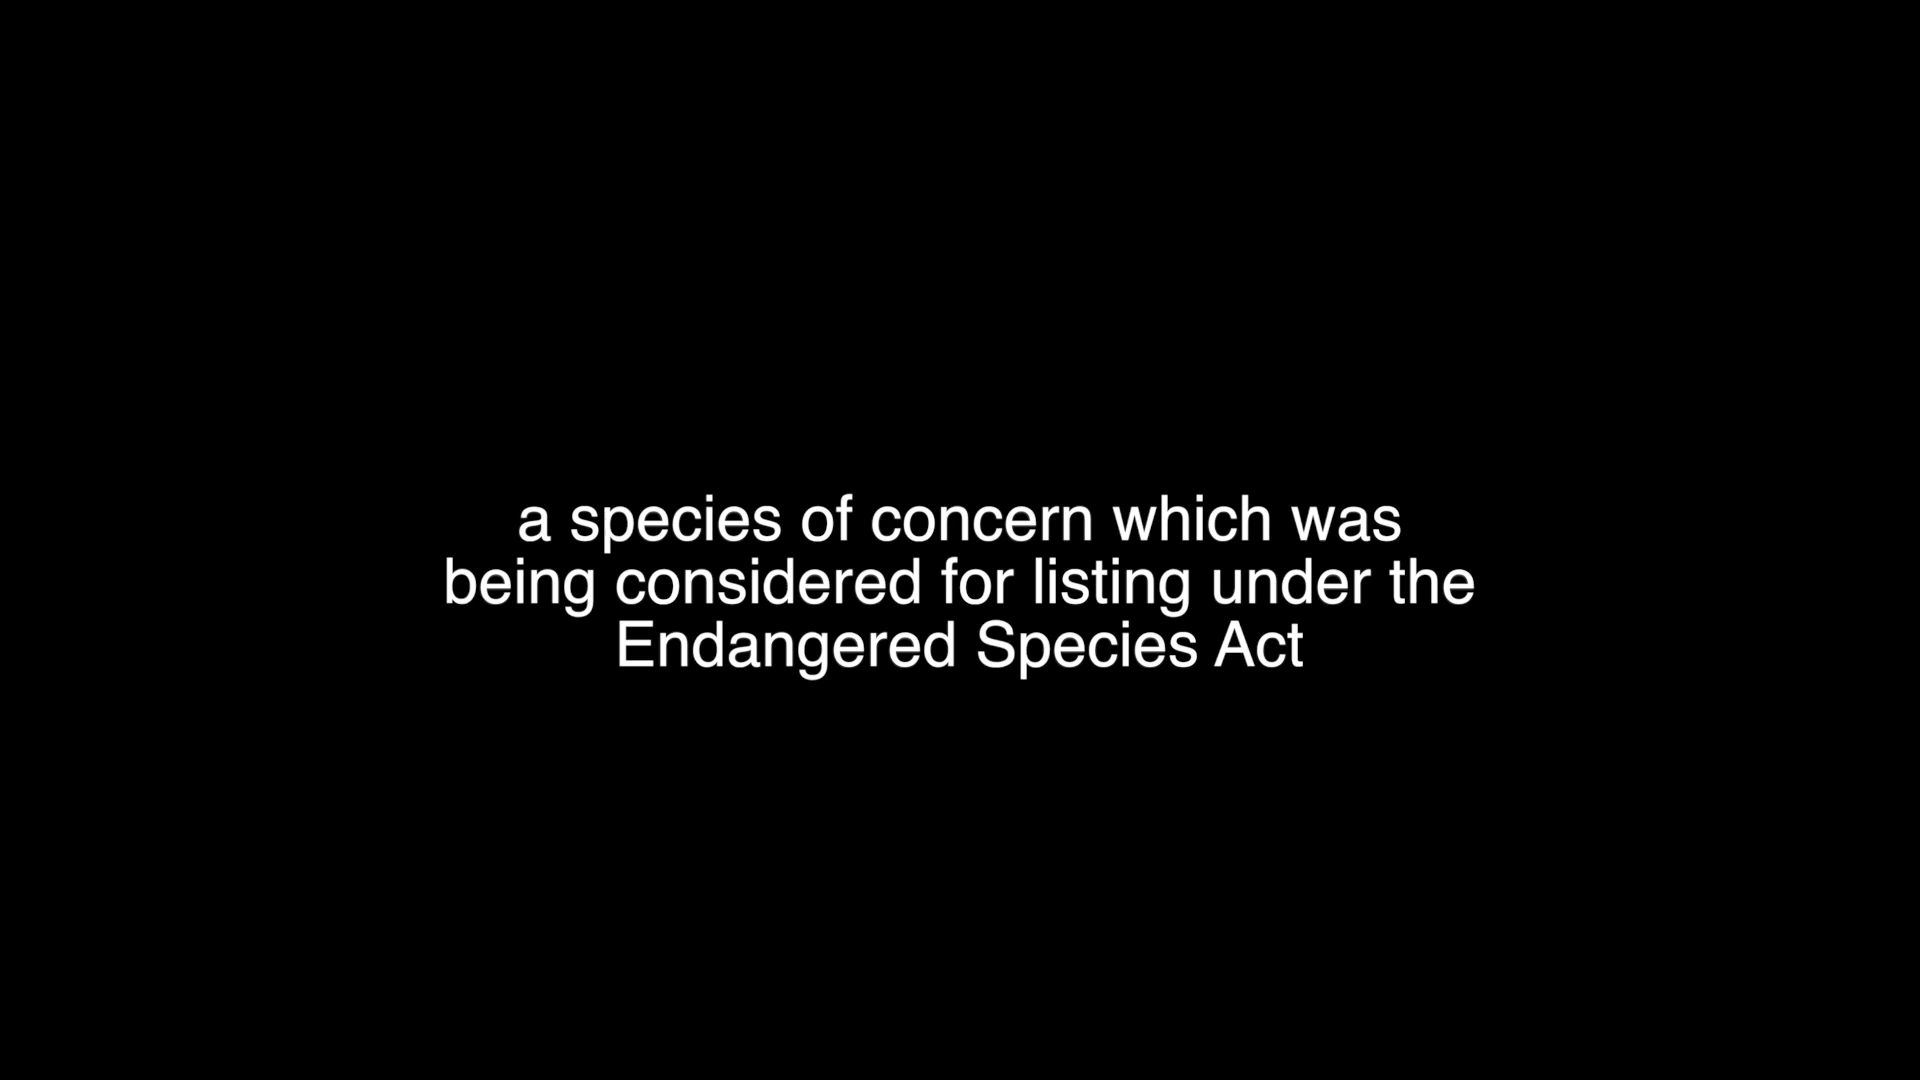 a species of concern which was
being considered for listing under the
Endangered Species Act